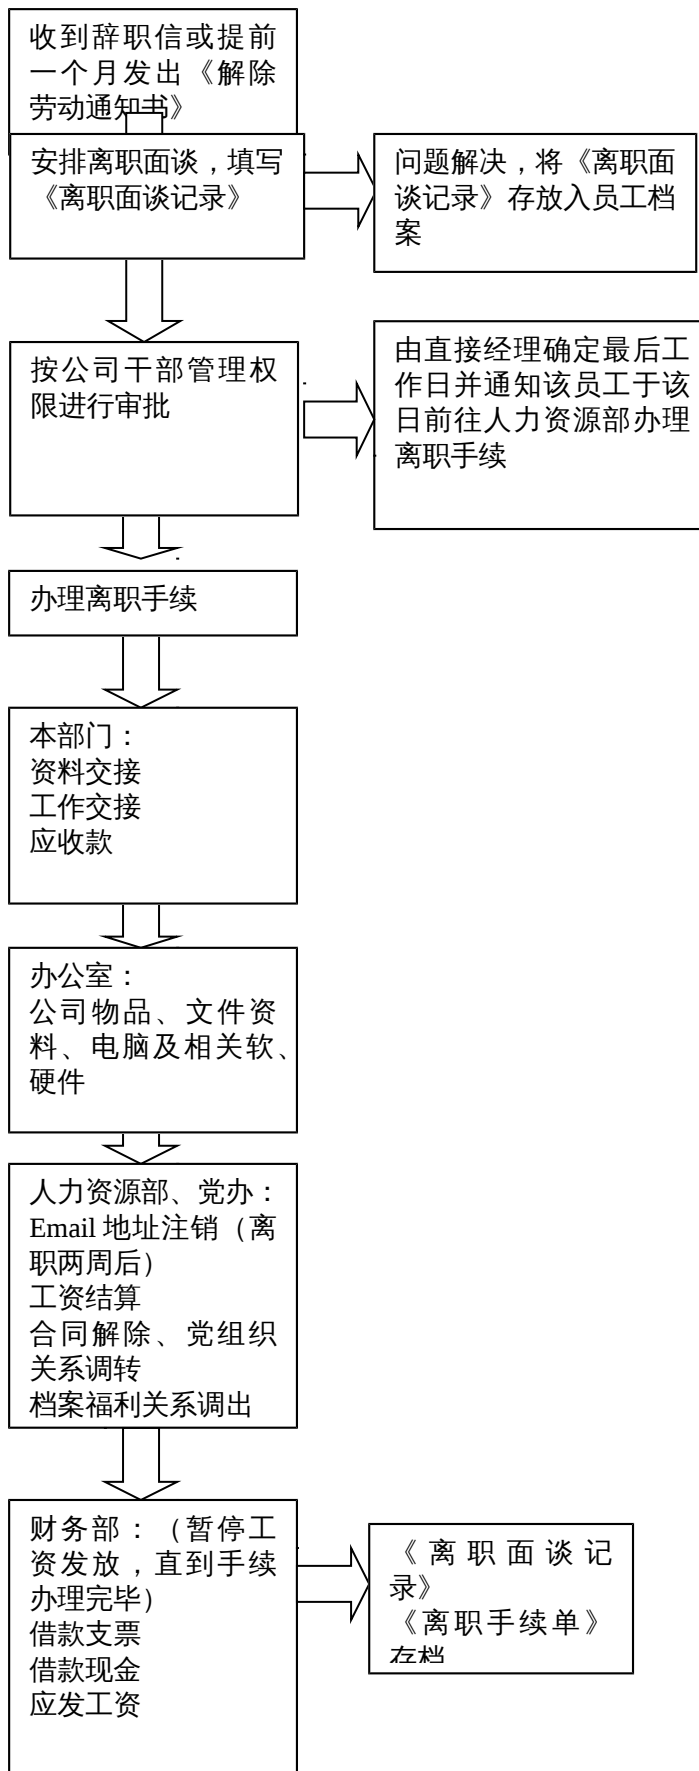 收到辞职信或提前
一个月发出《解除
劳动通知书》
安排离职面谈，填写
《离职面谈记录》
问题解决，将《离职面
谈记录》存放入员工档
案
按公司干部管理权
限进行审批
由直接经理确定最后工
作日并通知该员工于该
日前往人力资源部办理
离职手续
办理离职手续
本部门：
资料交接
工作交接
应收款
办公室：
公司物品、文件资
料、电脑及相关软、
硬件
人力资源部、党办：
Email 地址注销（离
职两周后）
工资结算
合同解除、党组织
关系调转
档案福利关系调出
财务部：（暂停工
资发放，直到手续
办理完毕）
借款支票
借款现金
应发工资
《离职面谈记
录》
《离职手续单》
存档